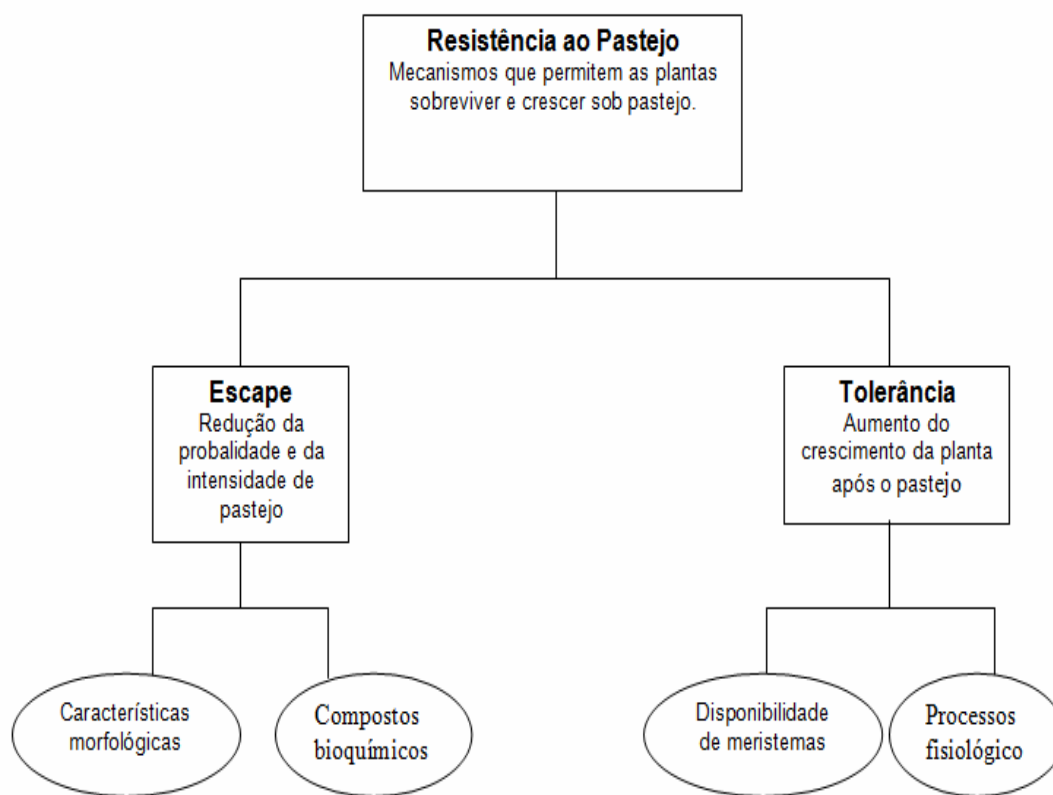 Resistência ao Pastejo
Mecanismos que permitem as plantas
sobreviver e crescer sob pastejo.
Escape
Redução da
probalidade e da
intensidade de
pastejo
Tolerância
Aumento do
crescimento da planta
após o pastejo
Características
morfológicas
Compostos
bioquímicos
Disponibilidade
de meristemas
Processos
fisiológico